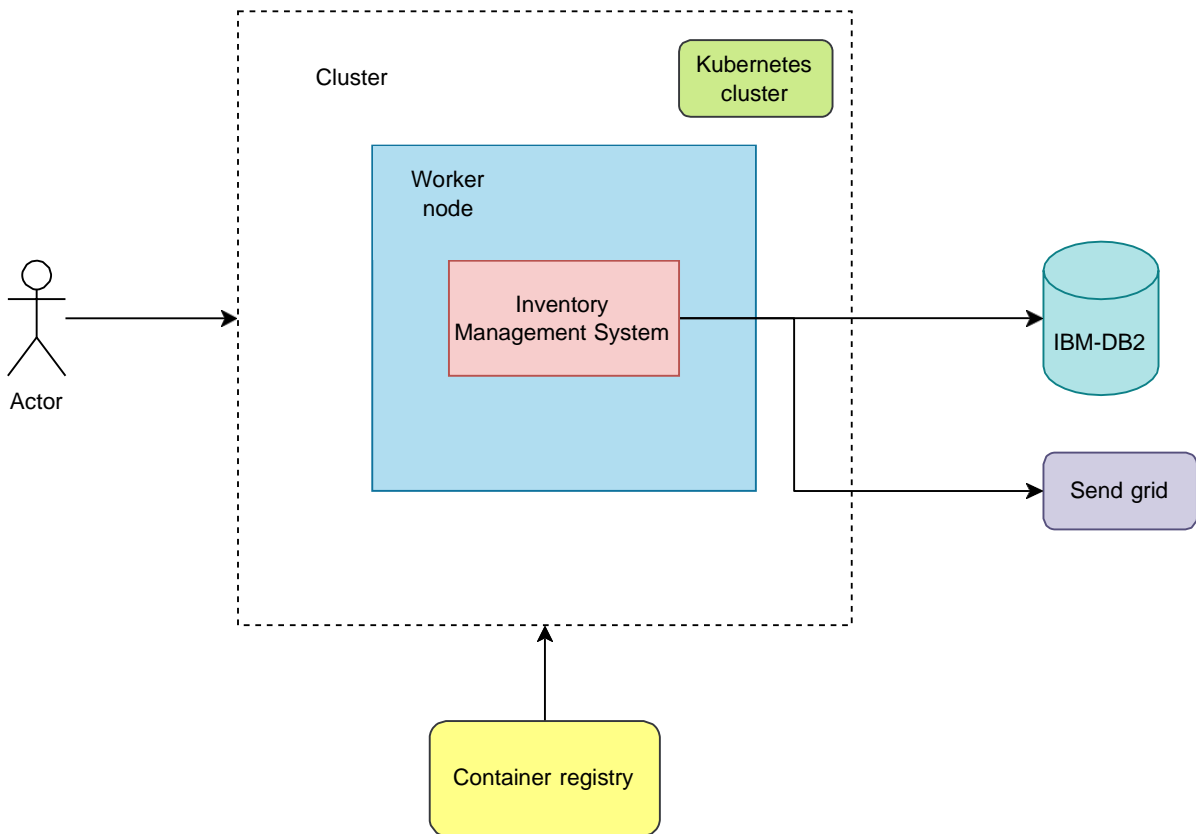 Kubernetes
cluster
Cluster
Worker
node
Inventory
Management System
IBM-DB2
Actor
Send grid
Container registry